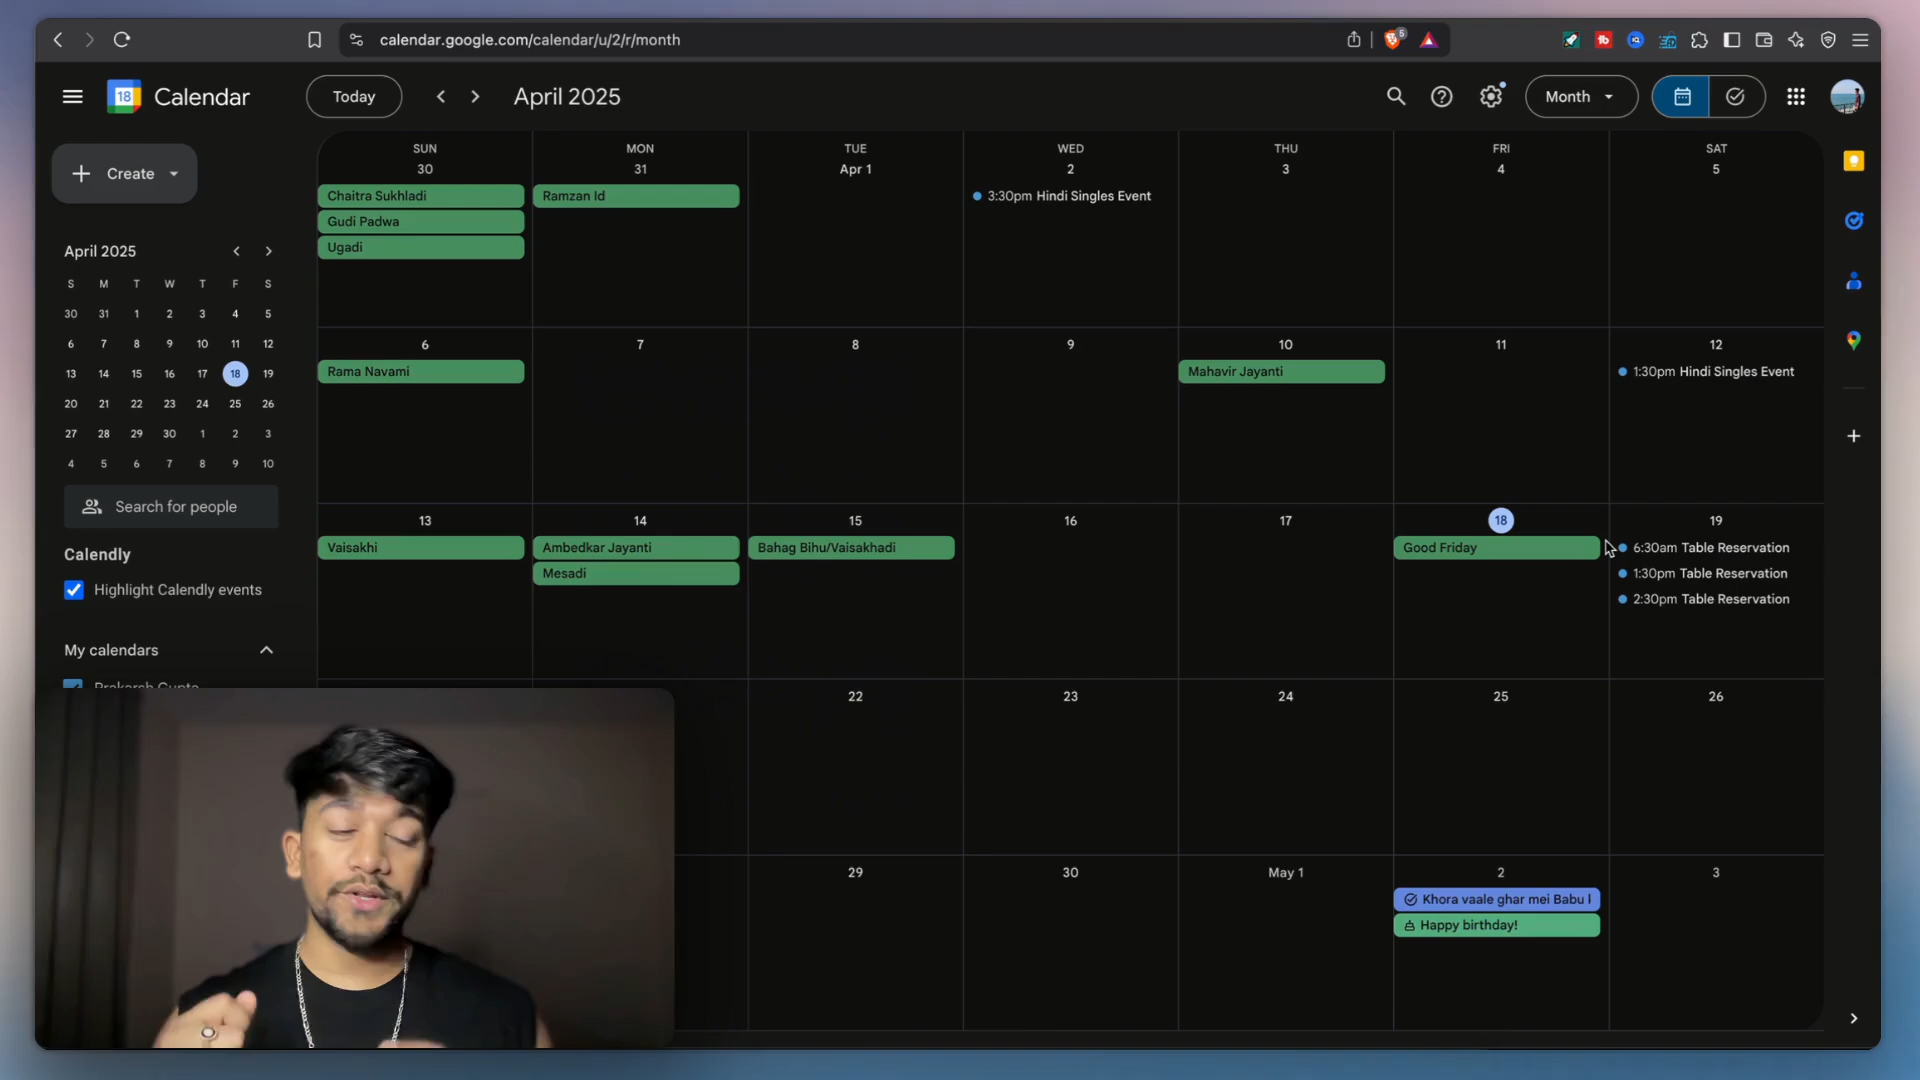 calendar.google.com/calendar/u/2/r/month
5
18 Calendar
Today
April 2025
Month
Create
April 2025
S M T W T F S
30 31 1 2 3 4 5
6 7 8 9 10 11 12
13 14 15 16 17 18 19
20 21 22 23 24 25 26
27 28 29 30 1 2 3
4 5 6 7 8 9 10
Search for people
Calendly
Highlight Calendly events
My calendars
Prakarsh Gupta
SUN MON TUE WED THU FRI SAT
30 31 Apr 1 2 3 4 5
Chaitra Sukhladi
Gudi Padwa
Ugadi
Ramzan Id
3:30pm Hindi Singles Event
6 7 8 9 10 11 12
Rama Navami
Mahavir Jayanti
1:30pm Hindi Singles Event
13 14 15 16 17 18 19
Vaisakhi
Ambedkar Jayanti
Mesadi
Bahag Bihu/Vaisakhadi
Good Friday
6:30am Table Reservation
1:30pm Table Reservation
2:30pm Table Reservation
22 23 24 25 26
29 30 May 1 2 3
Khora vaale ghar mei Babu
Happy birthday!